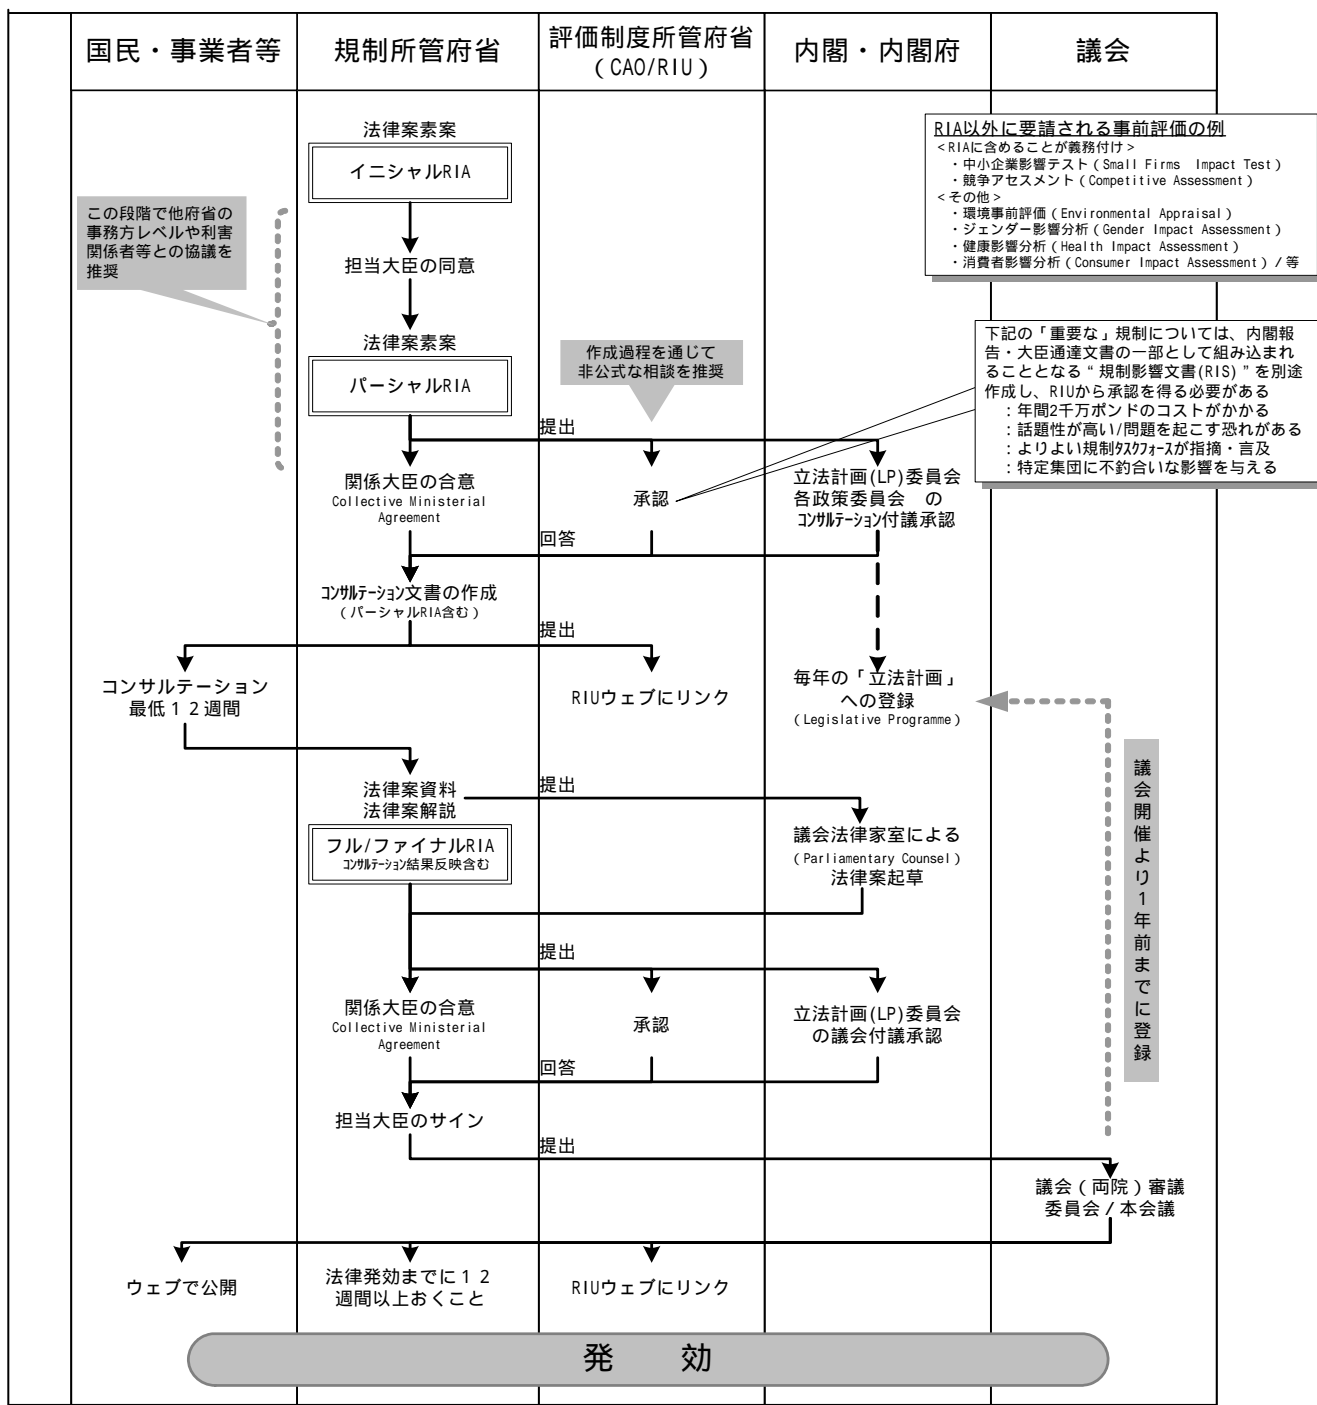 国民・事業者等
規制所管府省
評価制度所管府省
(CAO/RIU)
内閣・内閣府
議会
法律案素案
イニシャルRIA
RIA以外に要請される事前評価の例
<RIAに含めることが義務付け>
・中小企業影響テスト(Small Firms Impact Test)
・競争アセスメント(Competitive Assessment)
<その他>
・環境事前評価(Environmental Appraisal)
・ジェンダー影響分析(Gender Impact Assessment)
・健康影響分析(Health Impact Assessment)
・消費者影響分析(Consumer Impact Assessment)/等
この段階で他府省の
事務方レベルや利害
関係者等との協議を
推奨
担当大臣の同意
法律案素案
パーシャルRIA
作成過程を通じて
非公式な相談を推奨
下記の「重要な」規制については、内閣報
告・大臣通達文書の一部として組み込まれ
ることとなる“規制影響文書(RIS)”を別途
作成し、RIUから承認を得る必要がある
:年間2千万ポンドのコストがかかる
:話題性が高い/問題を起こす恐れがある
:よりよい規制タスクフォースが指摘・言及
:特定集団に不釣合いな影響を与える
提出
関係大臣の合意
Collective Ministerial
Agreement
承認
立法計画(LP)委員会
各政策委員会 の
コンサルテーション付議承認
回答
コンサルテーション文書の作成
(パーシャルRIA含む)
提出
コンサルテーション
最低12週間
RIUウェブにリンク
毎年の「立法計画」
への登録
(Legislative Programme)
議会開催より1年前までに登録
法律案資料
法律案解説
提出
フル/ファイナルRIA
コンサルテーション結果反映含む
議会法律家室による
(Parliamentary Counsel)
法律案起草
提出
関係大臣の合意
Collective Ministerial
Agreement
承認
立法計画(LP)委員会
の議会付議承認
回答
担当大臣のサイン
提出
議会(両院)審議
委員会/本会議
ウェブで公開
法律発効までに12
週間以上おくこと
RIUウェブにリンク
発 効